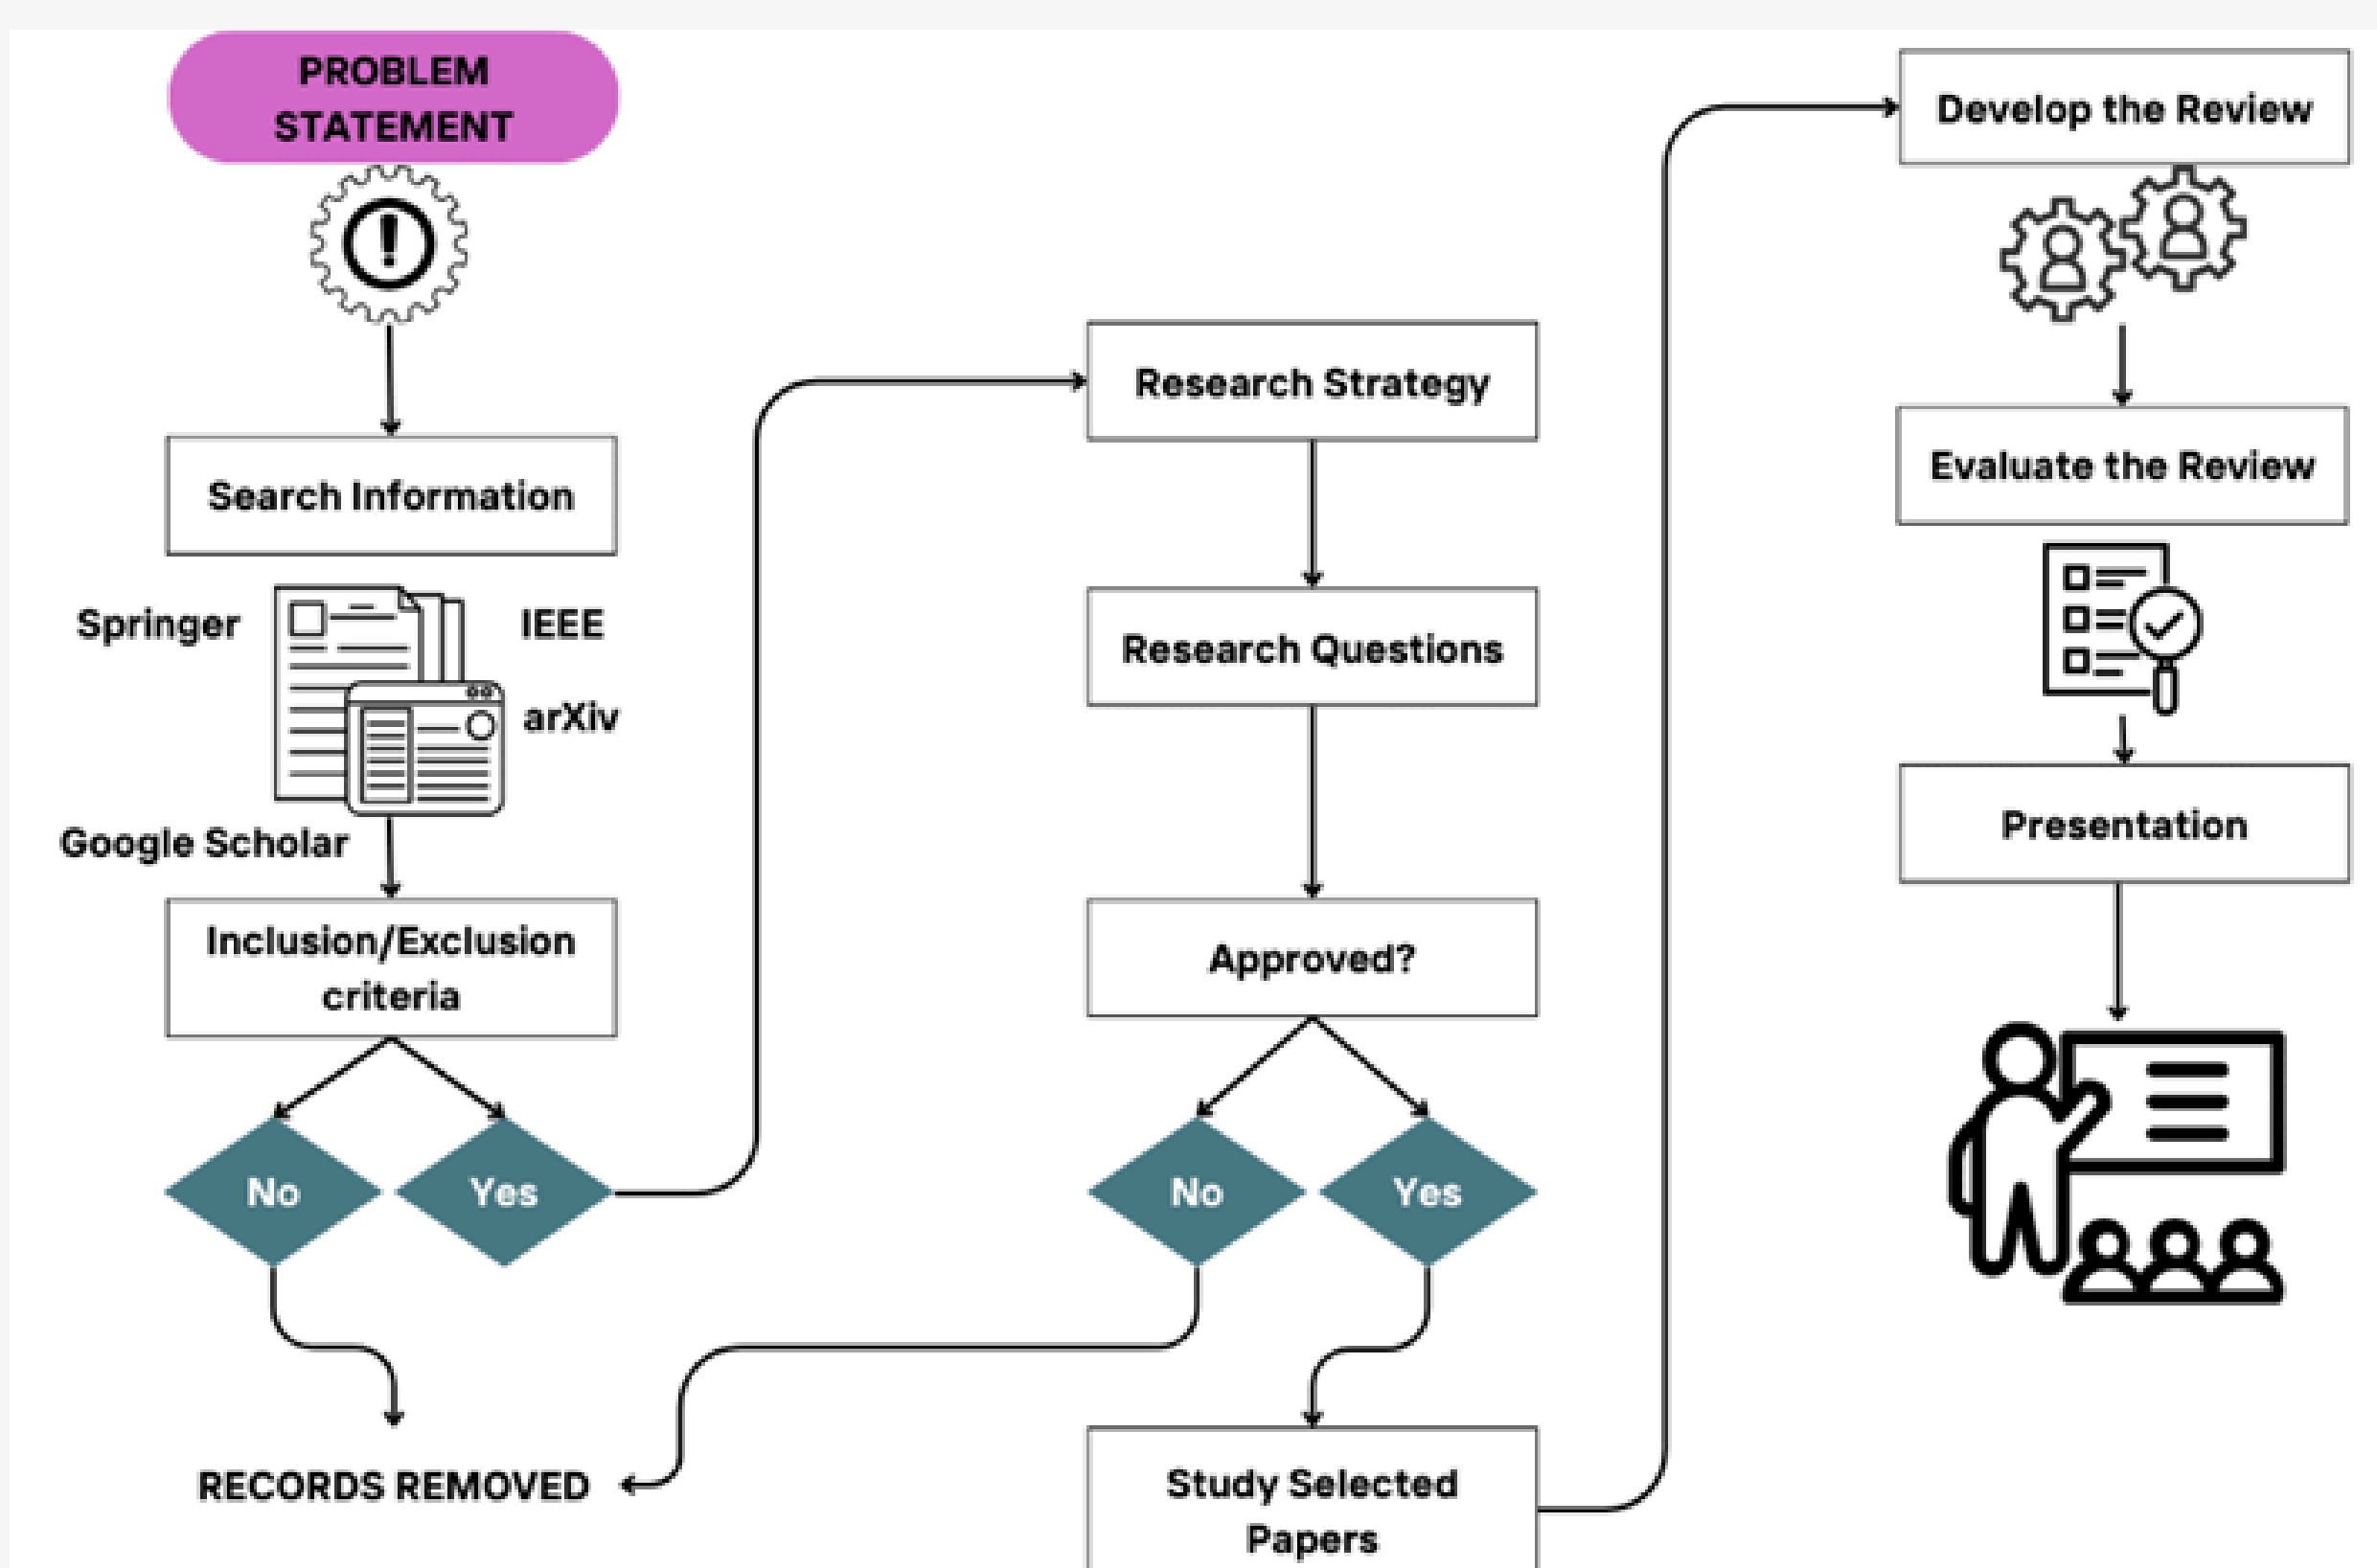 PROBLEM
STATEMENT
Search Information
Springer
IEEE
arXiv
Google Scholar
Inclusion/Exclusion
criteria
No
Yes
RECORDS REMOVED
Research Strategy
Research Questions
Approved?
No
Yes
Study Selected
Papers
Develop the Review
Evaluate the Review
Presentation